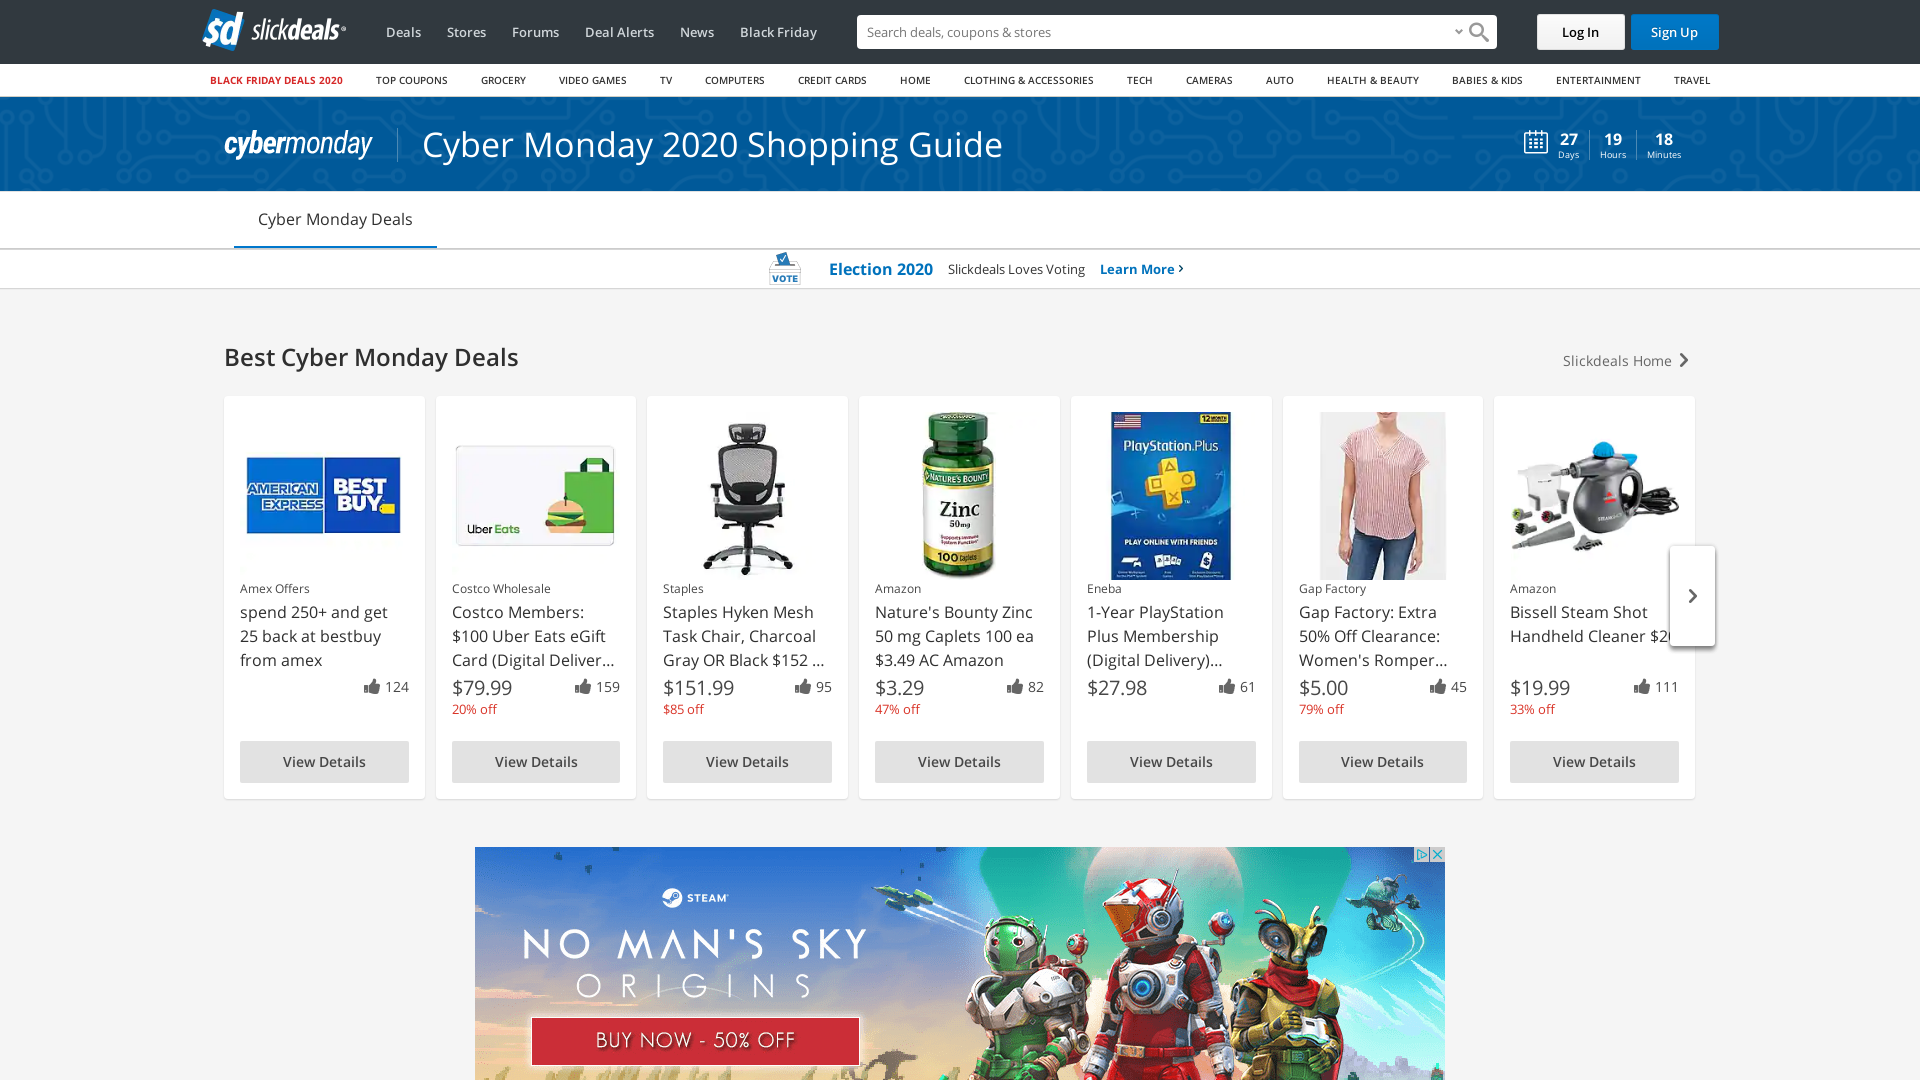 $d slickdeals
Deals
Stores
Forums
Deal Alerts
News
Black Friday
Search deals, coupons & stores
Log In
Sign Up
BLACK FRIDAY DEALS 2020
TOP COUPONS
GROCERY
VIDEO GAMES
TV
COMPUTERS
CREDIT CARDS
HOME
CLOTHING & ACCESSORIES
TECH
CAMERAS
AUTO
HEALTH & BEAUTY
BABIES & KIDS
ENTERTAINMENT
TRAVEL
cybermonday
Cyber Monday 2020 Shopping Guide
27
Days
19
Hours
18
Minutes
Cyber Monday Deals
VOTE
Election 2020
Slickdeals Loves Voting
Learn More
Best Cyber Monday Deals
Slickdeals Home
AMERICAN
EXPRESS
BEST
BUY
Amex Offers
spend 250+ and get
25 back at bestbuy
from amex
124
View Details
Uber Eats
Costco Wholesale
Costco Members:
$100 Uber Eats eGift
Card (Digital Deliver...
$79.99
159
20% off
View Details
Staples
Staples Hyken Mesh
Task Chair, Charcoal
Gray OR Black $152 ...
$151.99
95
$85 off
View Details
NATURE'S BOUNTY
Zinc
50mg
Supports Immune
System Function
100 Caplets
Amazon
Nature's Bounty Zinc
50 mg Caplets 100 ea
$3.49 AC Amazon
$3.29
82
47% off
View Details
12 MONTH
PlayStation Plus
PLAY ONLINE WITH FRIENDS
Eneba
1-Year PlayStation
Plus Membership
(Digital Delivery)...
$27.98
61
View Details
Gap Factory
Gap Factory: Extra
50% Off Clearance:
Women's Romper...
$5.00
45
79% off
View Details
Amazon
Bissell Steam Shot
Handheld Cleaner $20
$19.99
111
33% off
View Details
STEAM
NO MAN'S SKY
ORIGINS
BUY NOW - 50% OFF